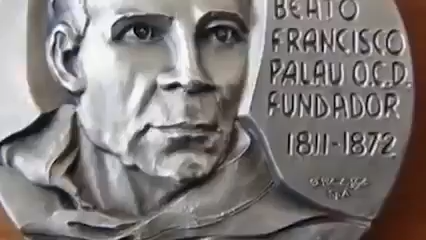 BEATO
FRANCISCO
PALAU O.C.D.
FUNDADOR
1811-1872